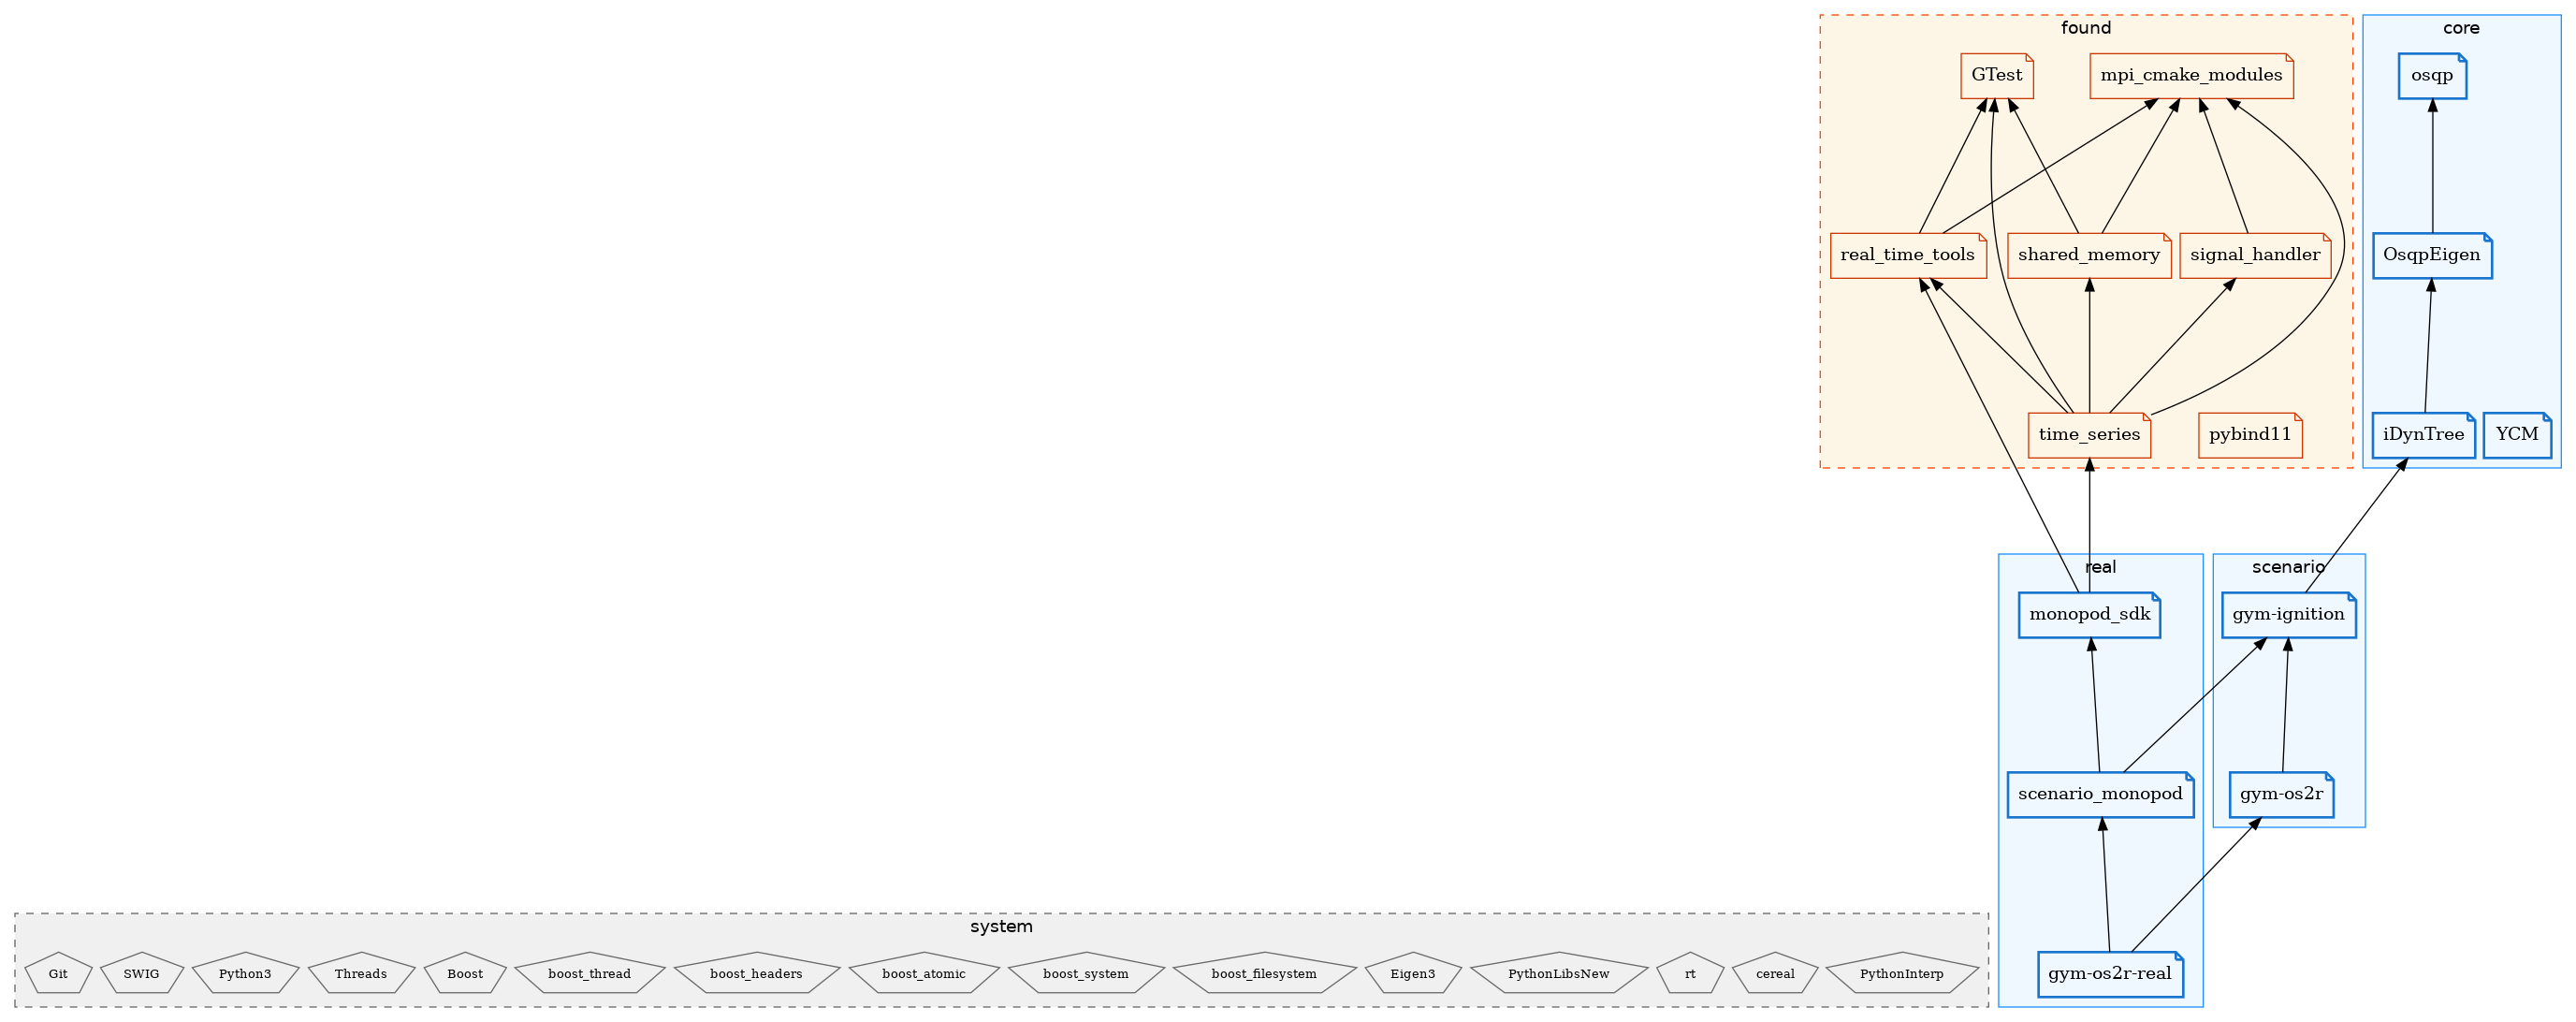 found
core
GTest
mpi_cmake_modules
osqp
real_time_tools
shared_memory
signal_handler
OsqpEigen
time_series
pybind11
iDynTree
YCM
real
scenario
monopod_sdk
gym-ignition
scenario_monopod
gym-os2r
system
Git
SWIG
Python3
Threads
Boost
boost_thread
boost_headers
boost_atomic
boost_system
boost_filesystem
Eigen3
PythonLibsNew
rt
cereal
PythonInterp
gym-os2r-real